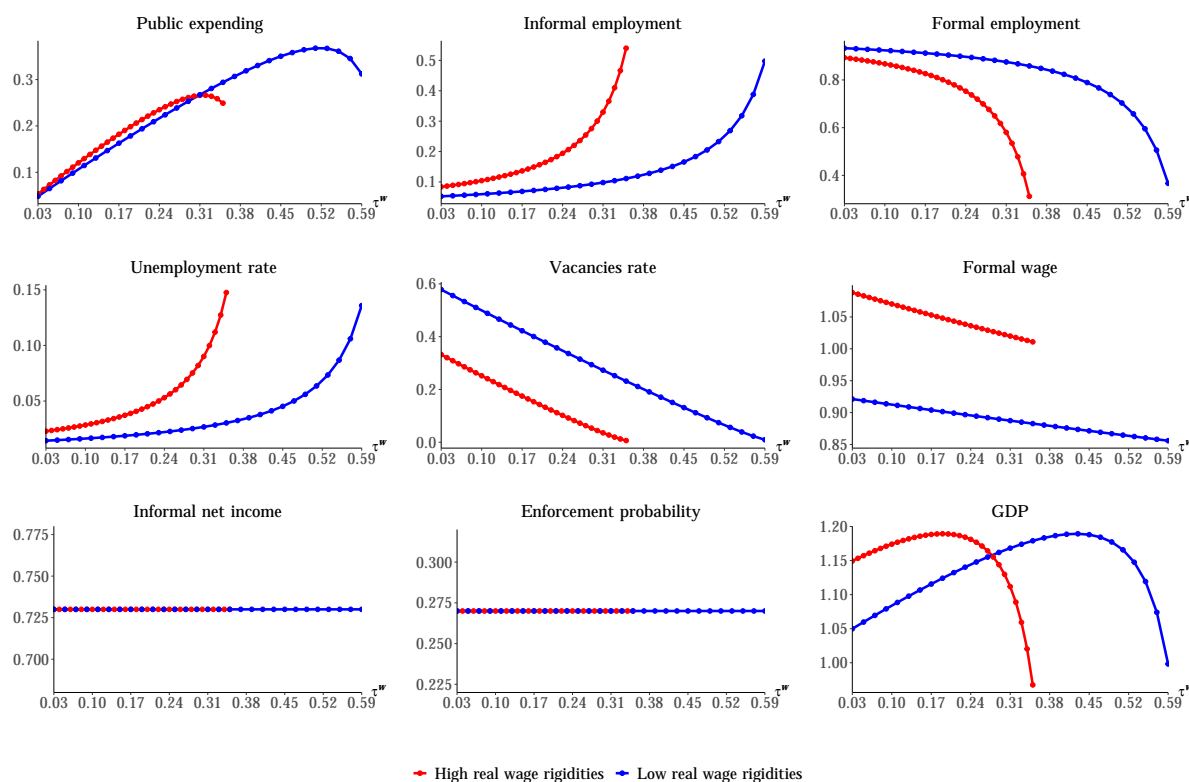 Public expending
Informal employment
Formal employment
0.3
0.2
0.1
0.03 0.10 0.17 0.24 0.31 0.38 0.45 0.52 0.59
τʷ
0.5
0.4
0.3
0.2
0.1
0.03 0.10 0.17 0.24 0.31 0.38 0.45 0.52 0.59
τʷ
0.8
0.6
0.4
0.03 0.10 0.17 0.24 0.31 0.38 0.45 0.52 0.59
τʷ
Unemployment rate
Vacancies rate
Formal wage
0.15
0.10
0.05
0.03 0.10 0.17 0.24 0.31 0.38 0.45 0.52 0.59
τʷ
0.6
0.4
0.2
0.0
0.03 0.10 0.17 0.24 0.31 0.38 0.45 0.52 0.59
τʷ
1.05
1.00
0.95
0.90
0.85
0.03 0.10 0.17 0.24 0.31 0.38 0.45 0.52 0.59
τʷ
Informal net income
Enforcement probability
GDP
0.775
0.750
0.725
0.700
0.03 0.10 0.17 0.24 0.31 0.38 0.45 0.52 0.59
τʷ
0.300
0.275
0.250
0.225
0.03 0.10 0.17 0.24 0.31 0.38 0.45 0.52 0.59
τʷ
1.20
1.15
1.10
1.05
1.00
0.03 0.10 0.17 0.24 0.31 0.38 0.45 0.52 0.59
τʷ
High real wage rigidities Low real wage rigidities